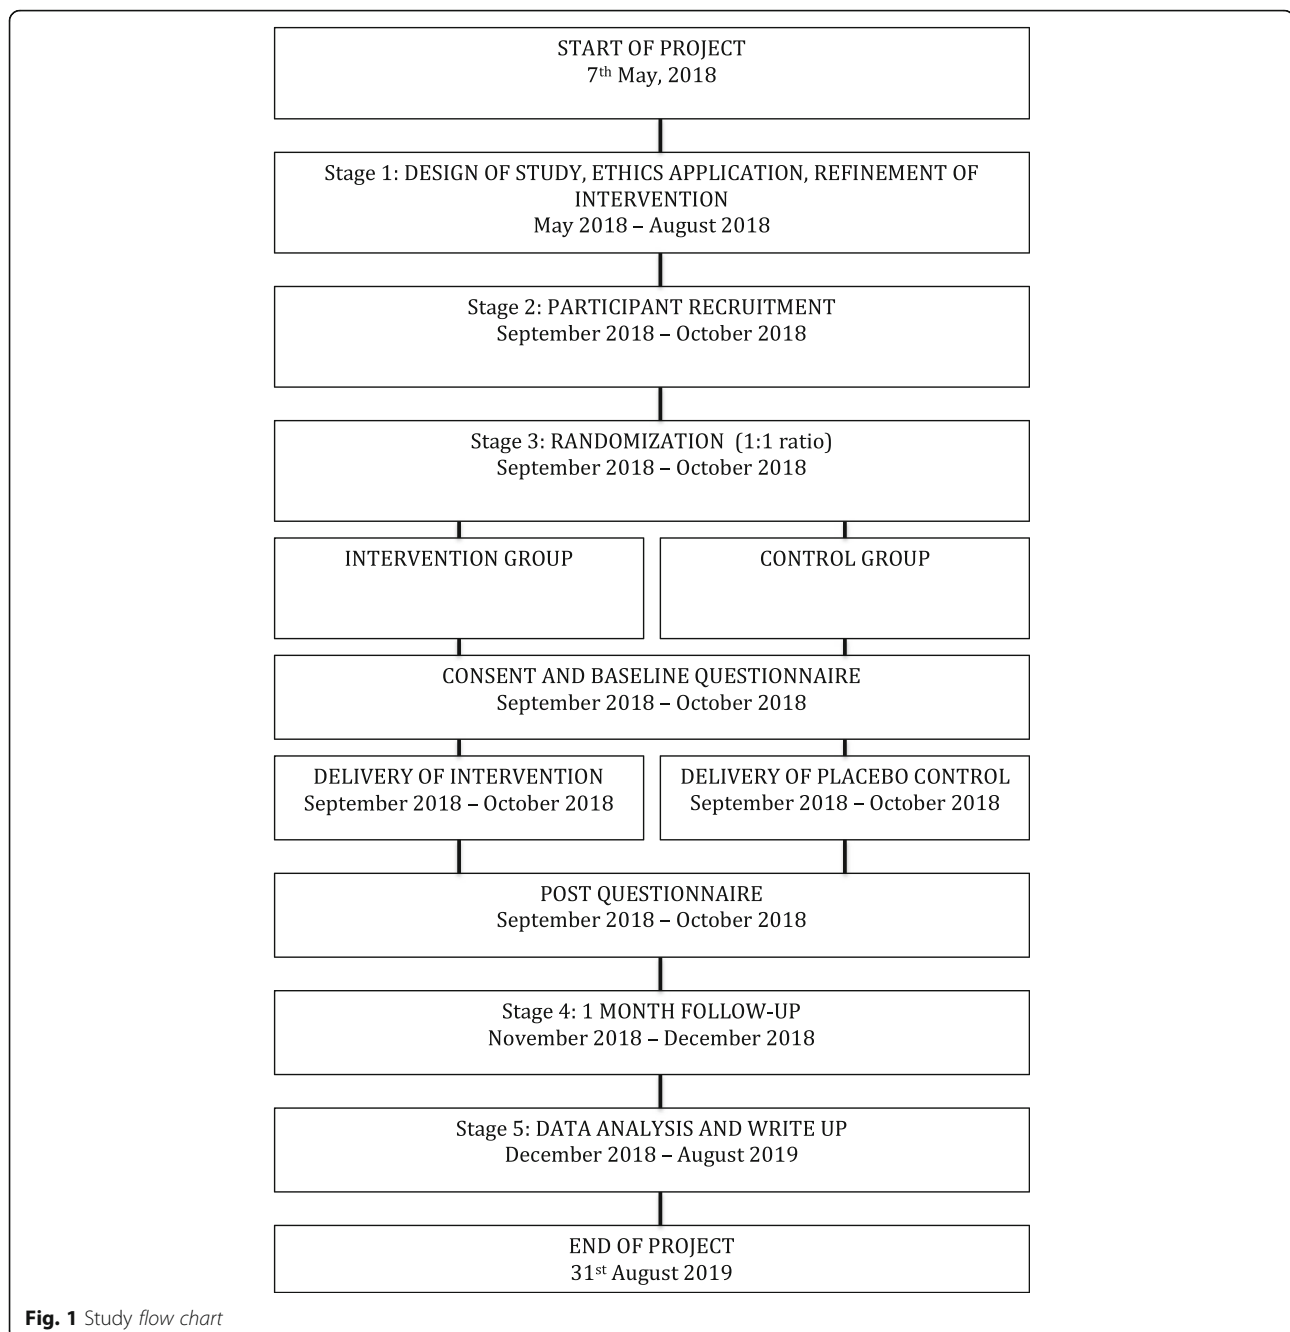 START OF PROJECT
7th May, 2018
Stage 1: DESIGN OF STUDY, ETHICS APPLICATION, REFINEMENT OF
INTERVENTION
May 2018 – August 2018
Stage 2: PARTICIPANT RECRUITMENT
September 2018 – October 2018
Stage 3: RANDOMIZATION (1:1 ratio)
September 2018 – October 2018
INTERVENTION GROUP
CONTROL GROUP
CONSENT AND BASELINE QUESTIONNAIRE
September 2018 – October 2018
DELIVERY OF INTERVENTION
September 2018 – October 2018
DELIVERY OF PLACEBO CONTROL
September 2018 – October 2018
POST QUESTIONNAIRE
September 2018 – October 2018
Stage 4: 1 MONTH FOLLOW-UP
November 2018 – December 2018
Stage 5: DATA ANALYSIS AND WRITE UP
December 2018 – August 2019
END OF PROJECT
31st August 2019
Fig. 1 Study flow chart